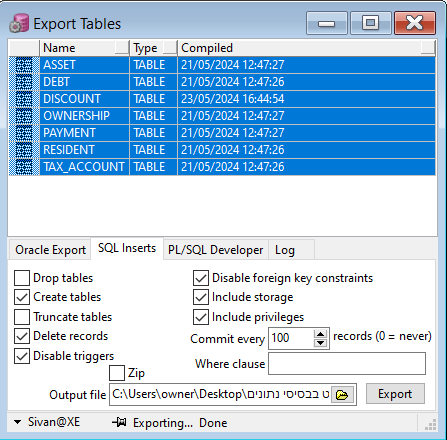 Export Tables
Name Type Compiled
ASSET TABLE 21/05/2024 12:47:27
DEBT TABLE 21/05/2024 12:47:26
DISCOUNT TABLE 23/05/2024 16:44:54
OWNERSHIP TABLE 21/05/2024 12:47:27
PAYMENT TABLE 21/05/2024 12:47:27
RESIDENT TABLE 21/05/2024 12:47:26
TAX_ACCOUNT TABLE 21/05/2024 12:47:26
Oracle Export SQL Inserts PL/SQL Developer Log
Drop tables Disable foreign key constraints
Create tables Include storage
Truncate tables Include privileges
Delete records Commit every 100 records (0 = never)
Disable triggers Where clause
Zip
Output file C:\Users\owner\Desktop\ט בבסיסי נתונים Export
Sivan@XE Exporting... Done